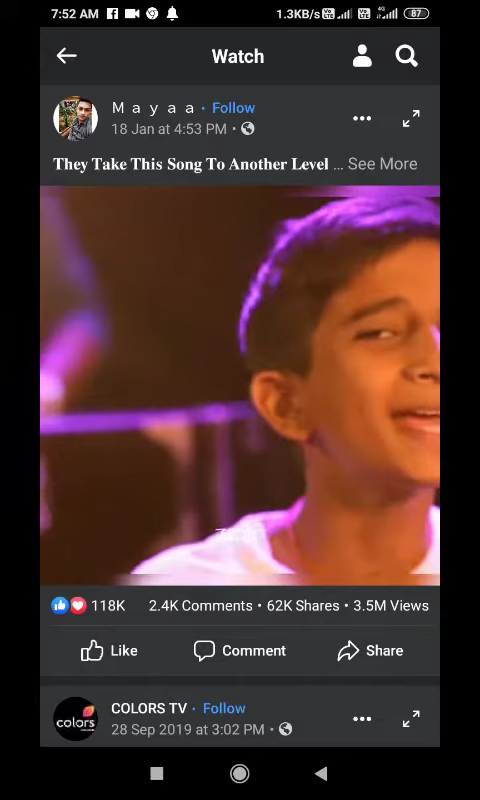 7:52 AM 1.3KB/s 4G 87
Watch
M a y a a · Follow
18 Jan at 4:53 PM ·
They Take This Song To Another Level ... See More
118K 2.4K Comments • 62K Shares • 3.5M Views
Like Comment Share
COLORS TV · Follow
colors
28 Sep 2019 at 3:02 PM ·